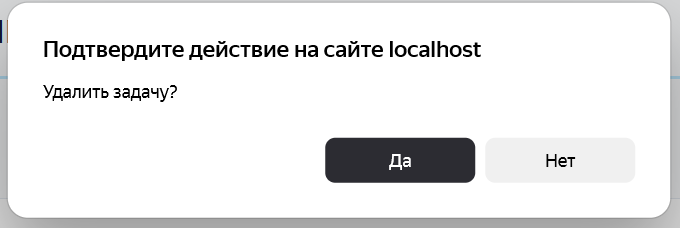 Подтвердите действие на сайте localhost
Удалить задачу?
Да
Нет